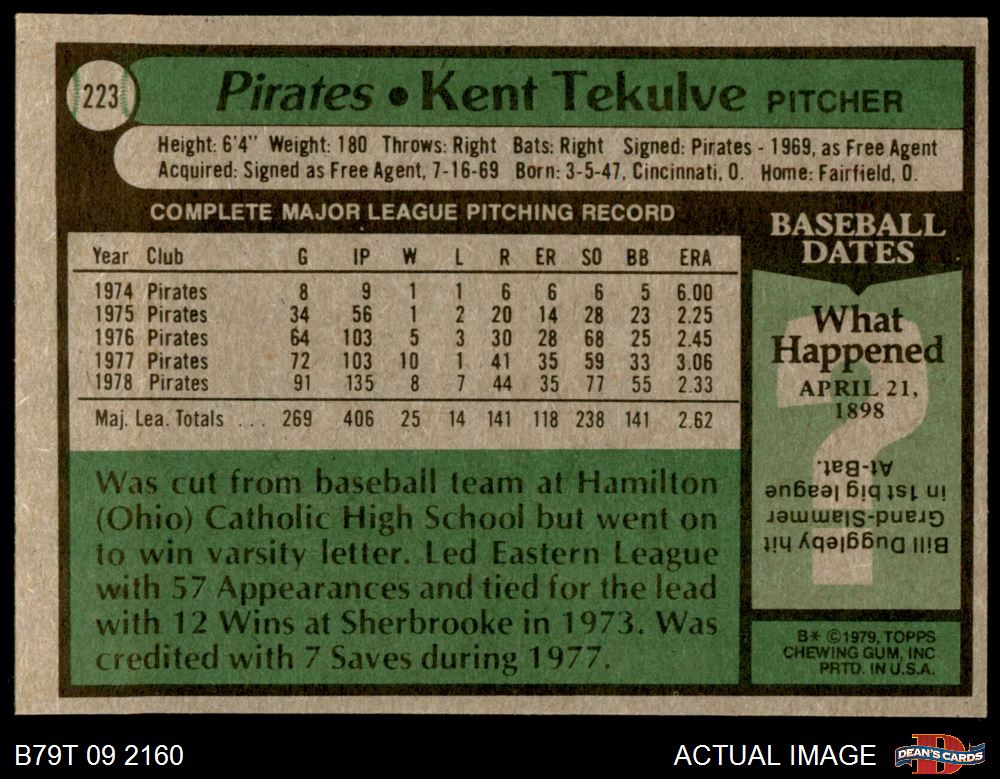 223
Pirates • Kent Tekulve PITCHER
Height: 6'4" Weight: 180 Throws: Right Bats: Right Signed: Pirates - 1969, as Free Agent
Acquired: Signed as Free Agent, 7-16-69 Born: 3-5-47, Cincinnati, O. Home: Fairfield, O.
COMPLETE MAJOR LEAGUE PITCHING RECORD
Year Club G IP W L R ER SO BB ERA
1974 Pirates 8 9 1 1 6 6 6 5 6.00
1975 Pirates 34 56 1 2 20 14 28 23 2.25
1976 Pirates 64 103 5 3 30 28 68 25 2.45
1977 Pirates 72 103 10 1 41 35 59 33 3.06
1978 Pirates 91 135 8 7 44 35 77 55 2.33
Maj. Lea. Totals . . . 269 406 25 14 141 118 238 141 2.62
Was cut from baseball team at Hamilton
(Ohio) Catholic High School but went on
to win varsity letter. Led Eastern League
with 57 Appearances and tied for the lead
with 12 Wins at Sherbrooke in 1973. Was
credited with 7 Saves during 1977.
BASEBALL
DATES
What
Happened
APRIL 21,
1898
?
Bill Duggleby hit
Grand-Slammer
in 1st big league
At-Bat.
B* ©1979, TOPPS
CHEWING GUM, INC
PRTD. IN U.S.A.
B79T 09 2160
ACTUAL IMAGE
DEAN'S CARDS